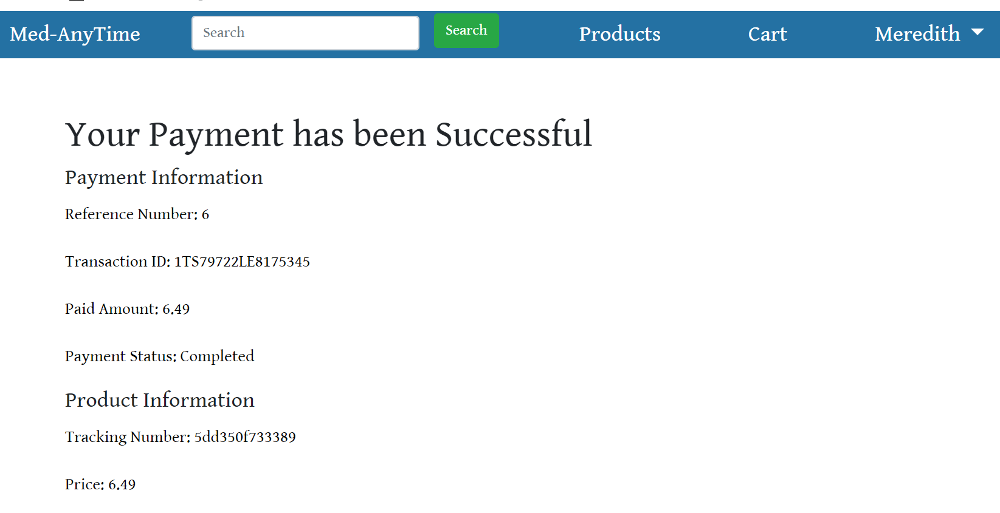 Med-AnyTime Search Search Products Cart Meredith
Your Payment has been Successful
Payment Information
Reference Number: 6
Transaction ID: 1TS79722LE8175345
Paid Amount: 6.49
Payment Status: Completed
Product Information
Tracking Number: 5dd350f733389
Price: 6.49